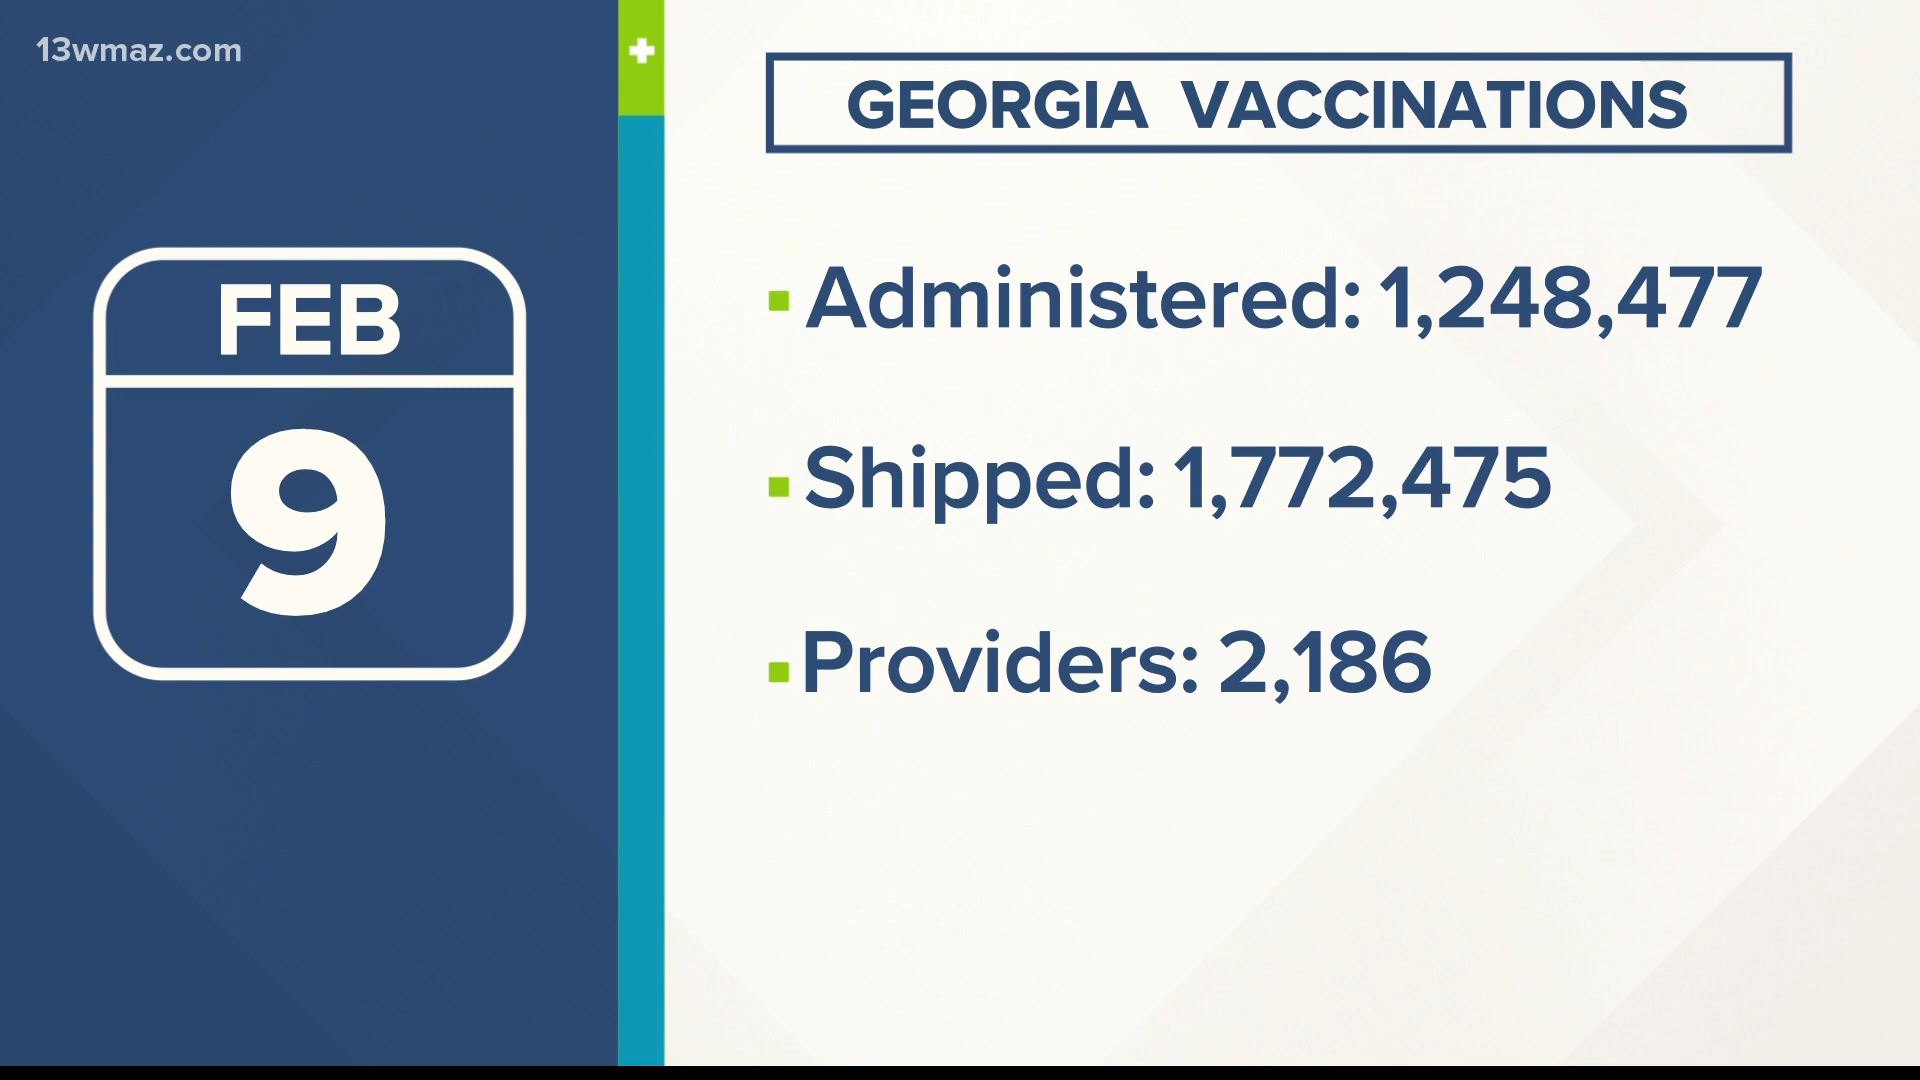 13wmaz.com
FEB
9
GEORGIA VACCINATIONS
Administered: 1,248,477
Shipped: 1,772,475
Providers: 2,186